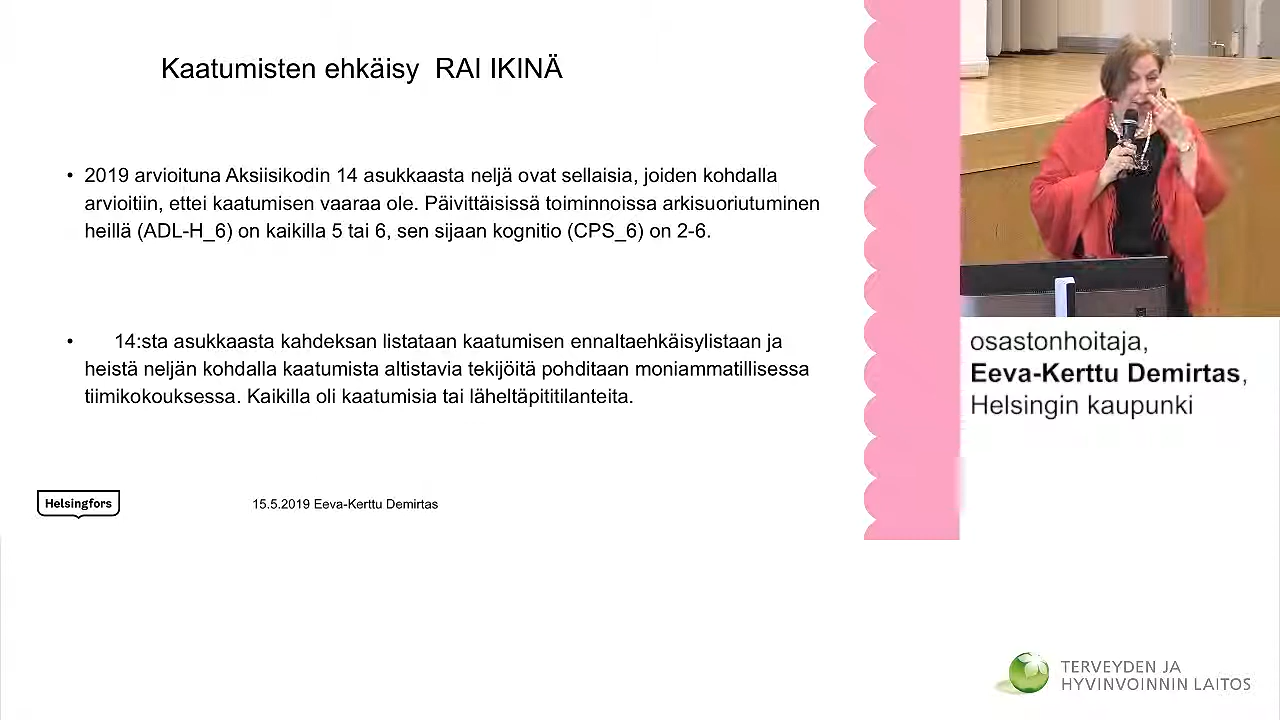 Kaatumisten ehkäisy RAI IKINÄ
• 2019 arvioituna Aksiisikodin 14 asukkaasta neljä ovat sellaisia, joiden kohdalla
arvioitiin, ettei kaatumisen vaaraa ole. Päivittäisissä toiminnoissa arkisuoriutuminen
heillä (ADL-H_6) on kaikilla 5 tai 6, sen sijaan kognitio (CPS_6) on 2-6.
• 14:sta asukkaasta kahdeksan listataan kaatumisen ennaltaehkäisylistaan ja
heistä neljän kohdalla kaatumista altistavia tekijöitä pohditaan moniammatillisessa
tiimikokouksessa. Kaikilla oli kaatumisia tai läheltäpititilanteita.
Helsingfors
15.5.2019 Eeva-Kerttu Demirtas
osastonhoitaja,
Eeva-Kerttu Demirtas,
Helsingin kaupunki
TERVEYDEN JA
HYVINVOINNIN LAITOS